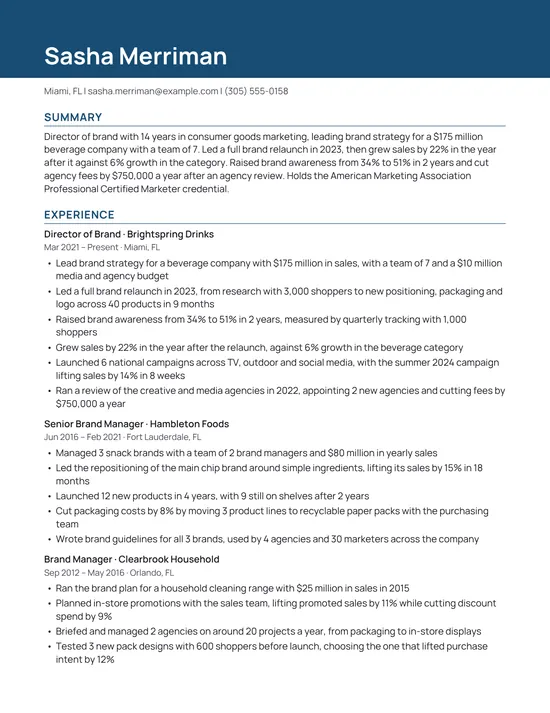 Sasha Merriman
Miami, FL | sasha.merriman@example.com | (305) 555-0158
SUMMARY
Director of brand with 14 years in consumer goods marketing, leading brand strategy for a $175 million
beverage company with a team of 7. Led a full brand relaunch in 2023, then grew sales by 22% in the year
after it against 6% growth in the category. Raised brand awareness from 34% to 51% in 2 years and cut
agency fees by $750,000 a year after an agency review. Holds the American Marketing Association
Professional Certified Marketer credential.
EXPERIENCE
Director of Brand · Brightspring Drinks
Mar 2021 – Present · Miami, FL
• Lead brand strategy for a beverage company with $175 million in sales, with a team of 7 and a $10 million
media and agency budget
• Led a full brand relaunch in 2023, from research with 3,000 shoppers to new positioning, packaging and
logo across 40 products in 9 months
• Raised brand awareness from 34% to 51% in 2 years, measured by quarterly tracking with 1,000
shoppers
• Grew sales by 22% in the year after the relaunch, against 6% growth in the beverage category
• Launched 6 national campaigns across TV, outdoor and social media, with the summer 2024 campaign
lifting sales by 14% in 8 weeks
• Ran a review of the creative and media agencies in 2022, appointing 2 new agencies and cutting fees by
$750,000 a year
Senior Brand Manager · Hambleton Foods
Jun 2016 – Feb 2021 · Fort Lauderdale, FL
• Managed 3 snack brands with a team of 2 brand managers and $80 million in yearly sales
• Led the repositioning of the main chip brand around simple ingredients, lifting its sales by 15% in 18
months
• Launched 12 new products in 4 years, with 9 still on shelves after 2 years
• Cut packaging costs by 8% by moving 3 product lines to recyclable paper packs with the purchasing
team
• Wrote brand guidelines for all 3 brands, used by 4 agencies and 30 marketers across the company
Brand Manager · Clearbrook Household
Sep 2012 – May 2016 · Orlando, FL
• Ran the brand plan for a household cleaning range with $25 million in sales in 2015
• Planned in-store promotions with the sales team, lifting promoted sales by 11% while cutting discount
spend by 9%
• Briefed and managed 2 agencies on around 20 projects a year, from packaging to in-store displays
• Tested 3 new pack designs with 600 shoppers before launch, choosing the one that lifted purchase
intent by 12%